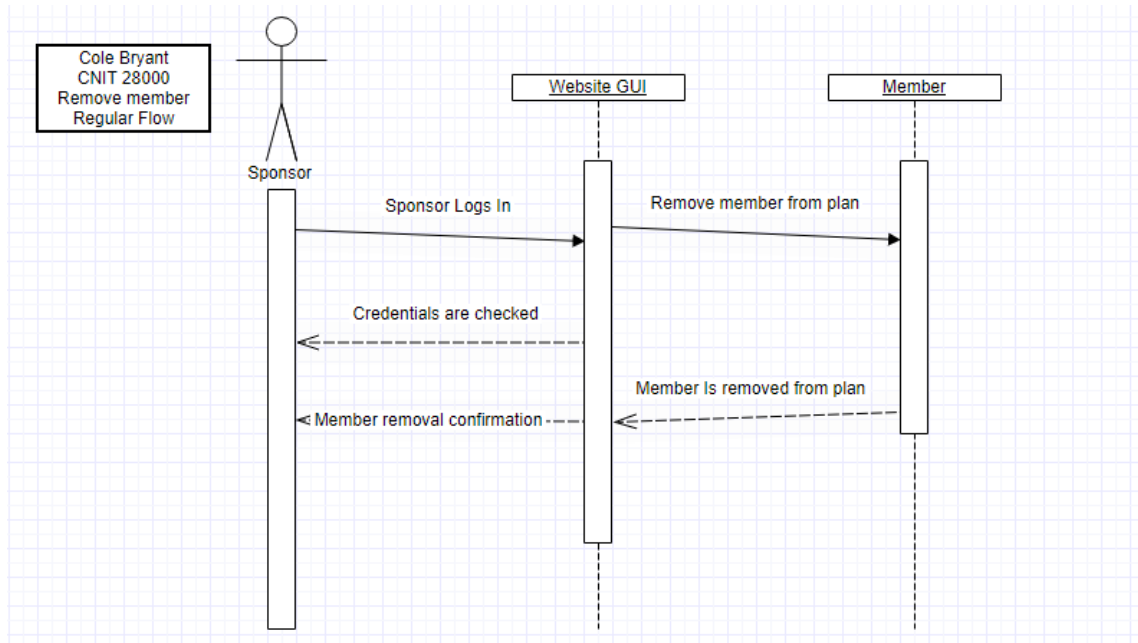 Cole Bryant
CNIT 28000
Remove member
Regular Flow
Sponsor
Website GUI
Member
Sponsor Logs In
Remove member from plan
Credentials are checked
Member Is removed from plan
Member removal confirmation